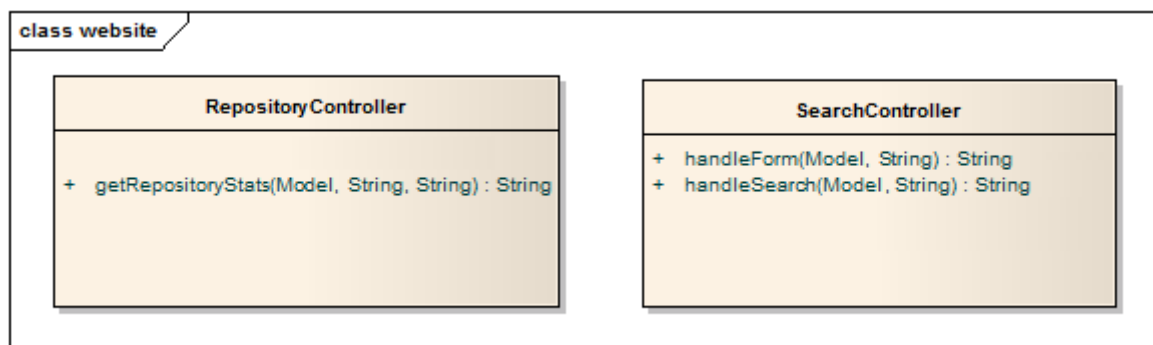 class website
RepositoryController
+ getRepositoryStats(Model, String, String) : String
SearchController
+ handleForm(Model, String) : String
+ handleSearch(Model, String) : String